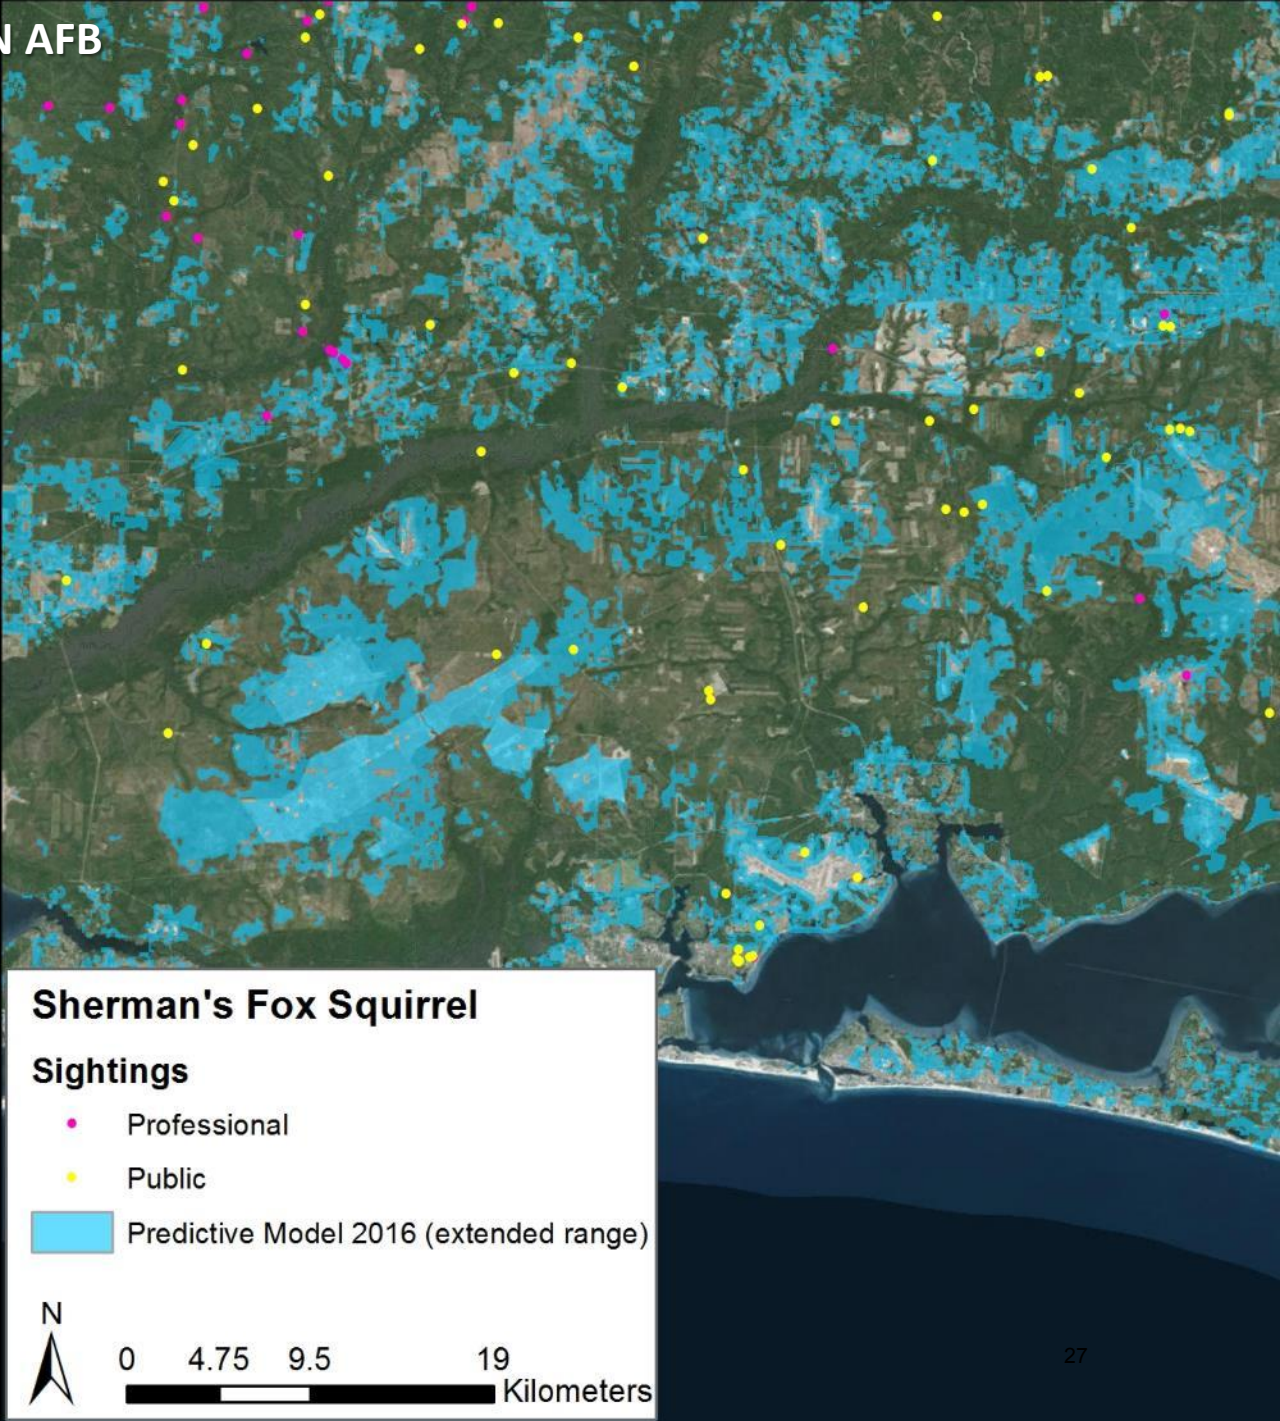 N AFB
Sherman's Fox Squirrel
Sightings
Professional
Public
Predictive Model 2016 (extended range)
N
0 4.75 9.5 19
Kilometers
27